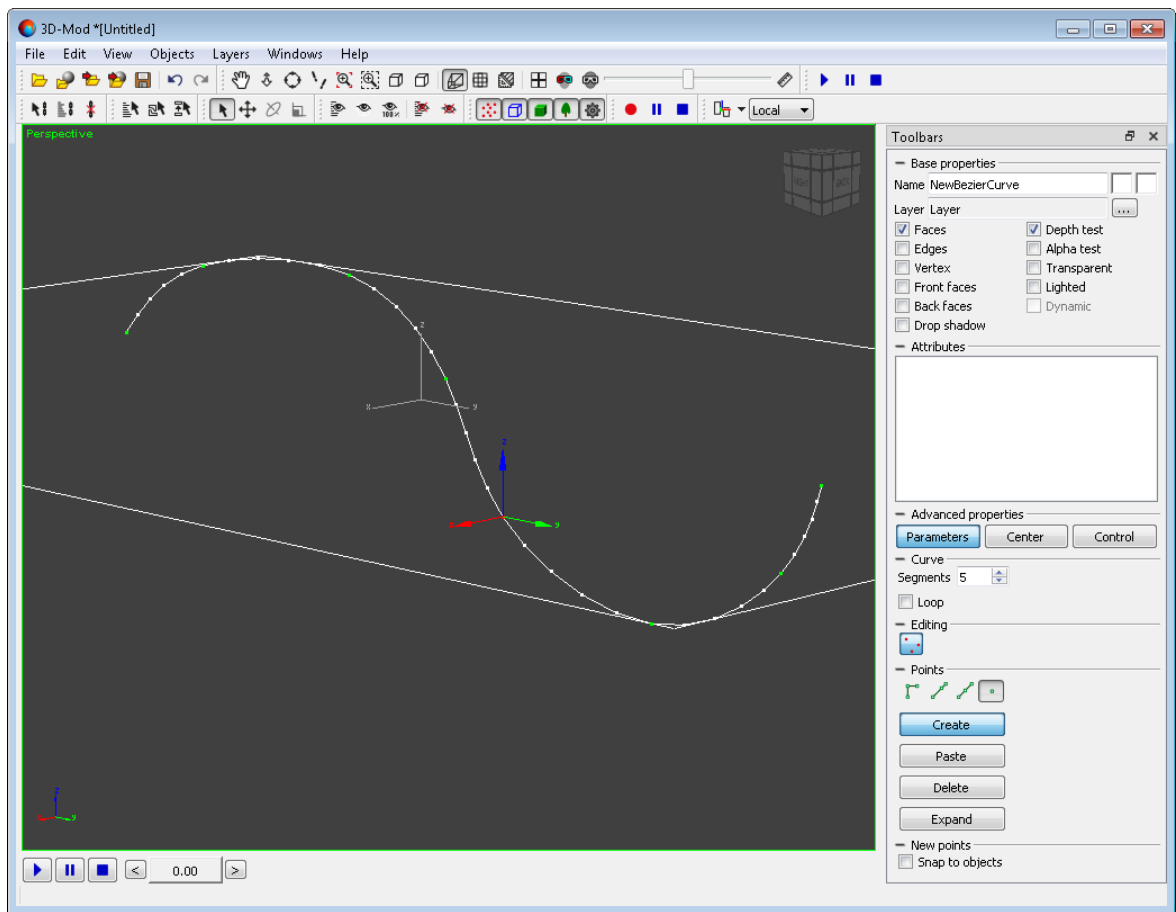 3D-Mod *[Untitled]
File Edit View Objects Layers Windows Help
100%
Local
Perspective
Toolbars
Base properties
Name NewBezierCurve
Layer Layer ...
Faces Depth test
Edges Alpha test
Vertex Transparent
Front faces Lighted
Back faces Dynamic
Drop shadow
Attributes
z
x y
z
x y
Advanced properties
Parameters Center Control
Curve
Segments 5
Loop
Editing
Points
Create
Paste
Delete
Expand
z
x y
New points
Snap to objects
< 0.00 >